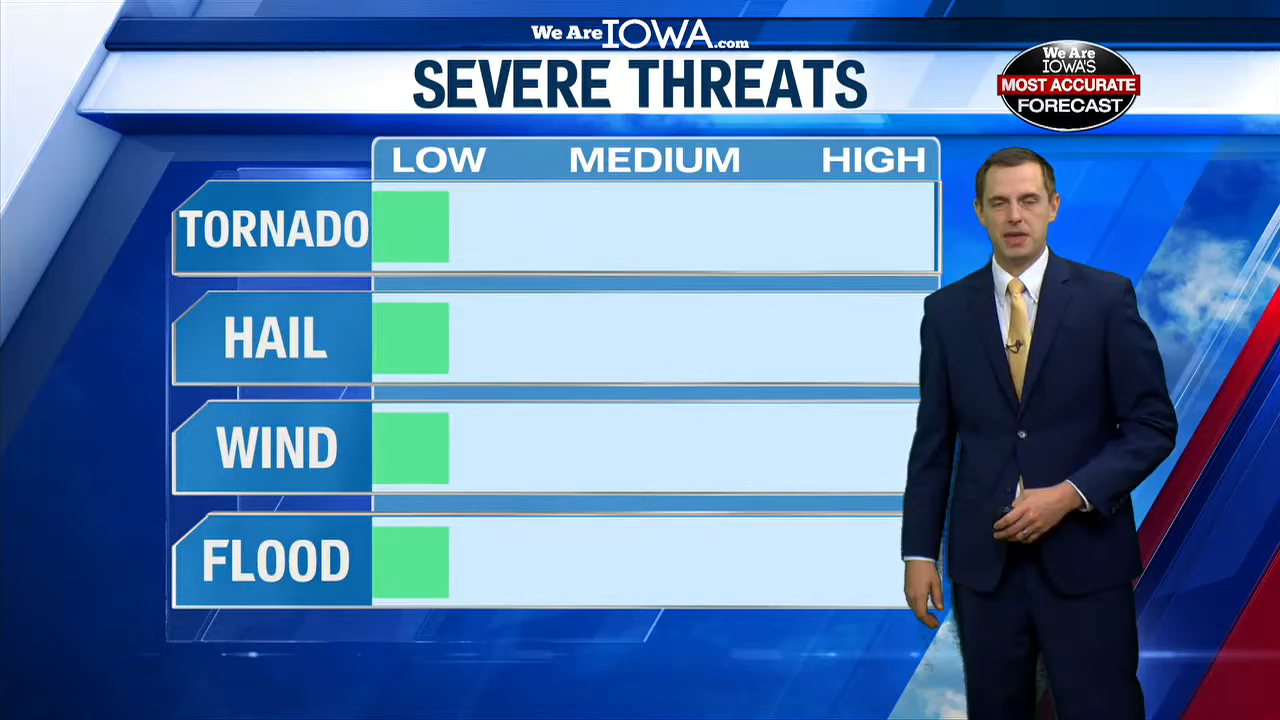 We Are IOWA.com
SEVERE THREATS
We Are
IOWA'S
MOST ACCURATE
FORECAST
LOW MEDIUM HIGH
TORNADO
HAIL
WIND
FLOOD